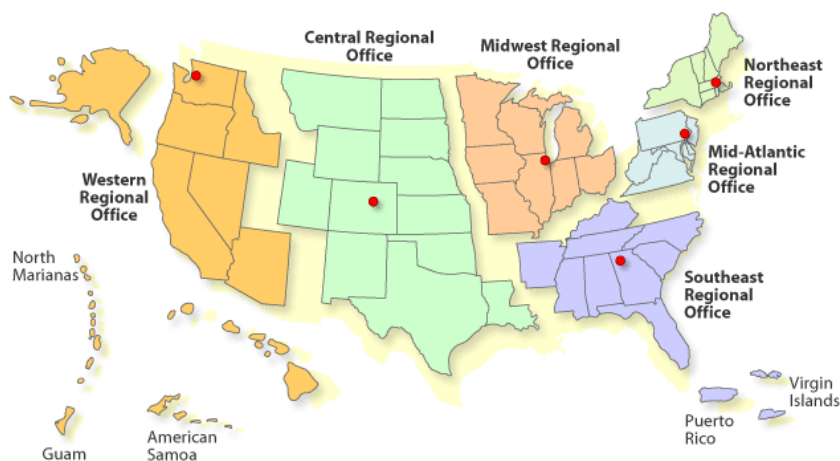 Central Regional
Office
Midwest Regional
Office
Northeast
Regional
Office
Mid-Atlantic
Regional
Office
Western
Regional
Office
Southeast
Regional
Office
North
Marianas
Guam
American
Samoa
Puerto
Rico
Virgin
Islands